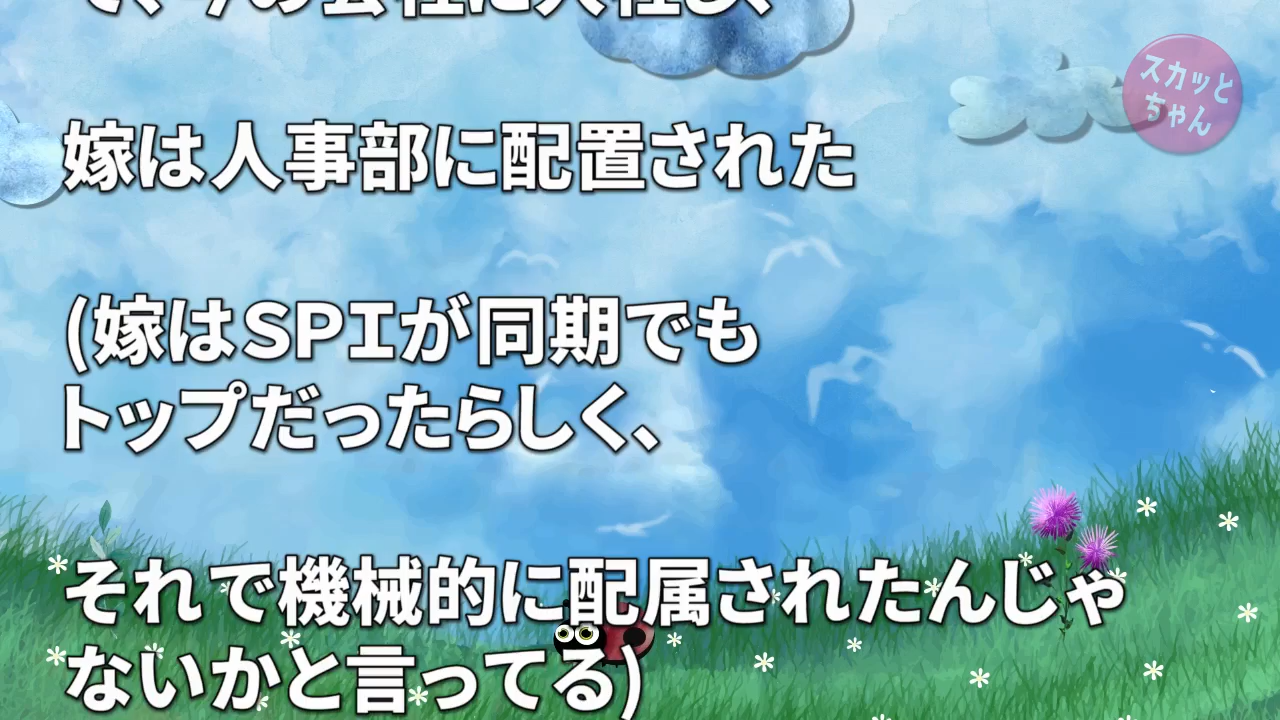 スカッと
ちゃん
嫁は人事部に配置された
(嫁はSPIが同期でも
トップだったらしく、
それで機械的に配属されたんじゃ
ないかと言ってる)